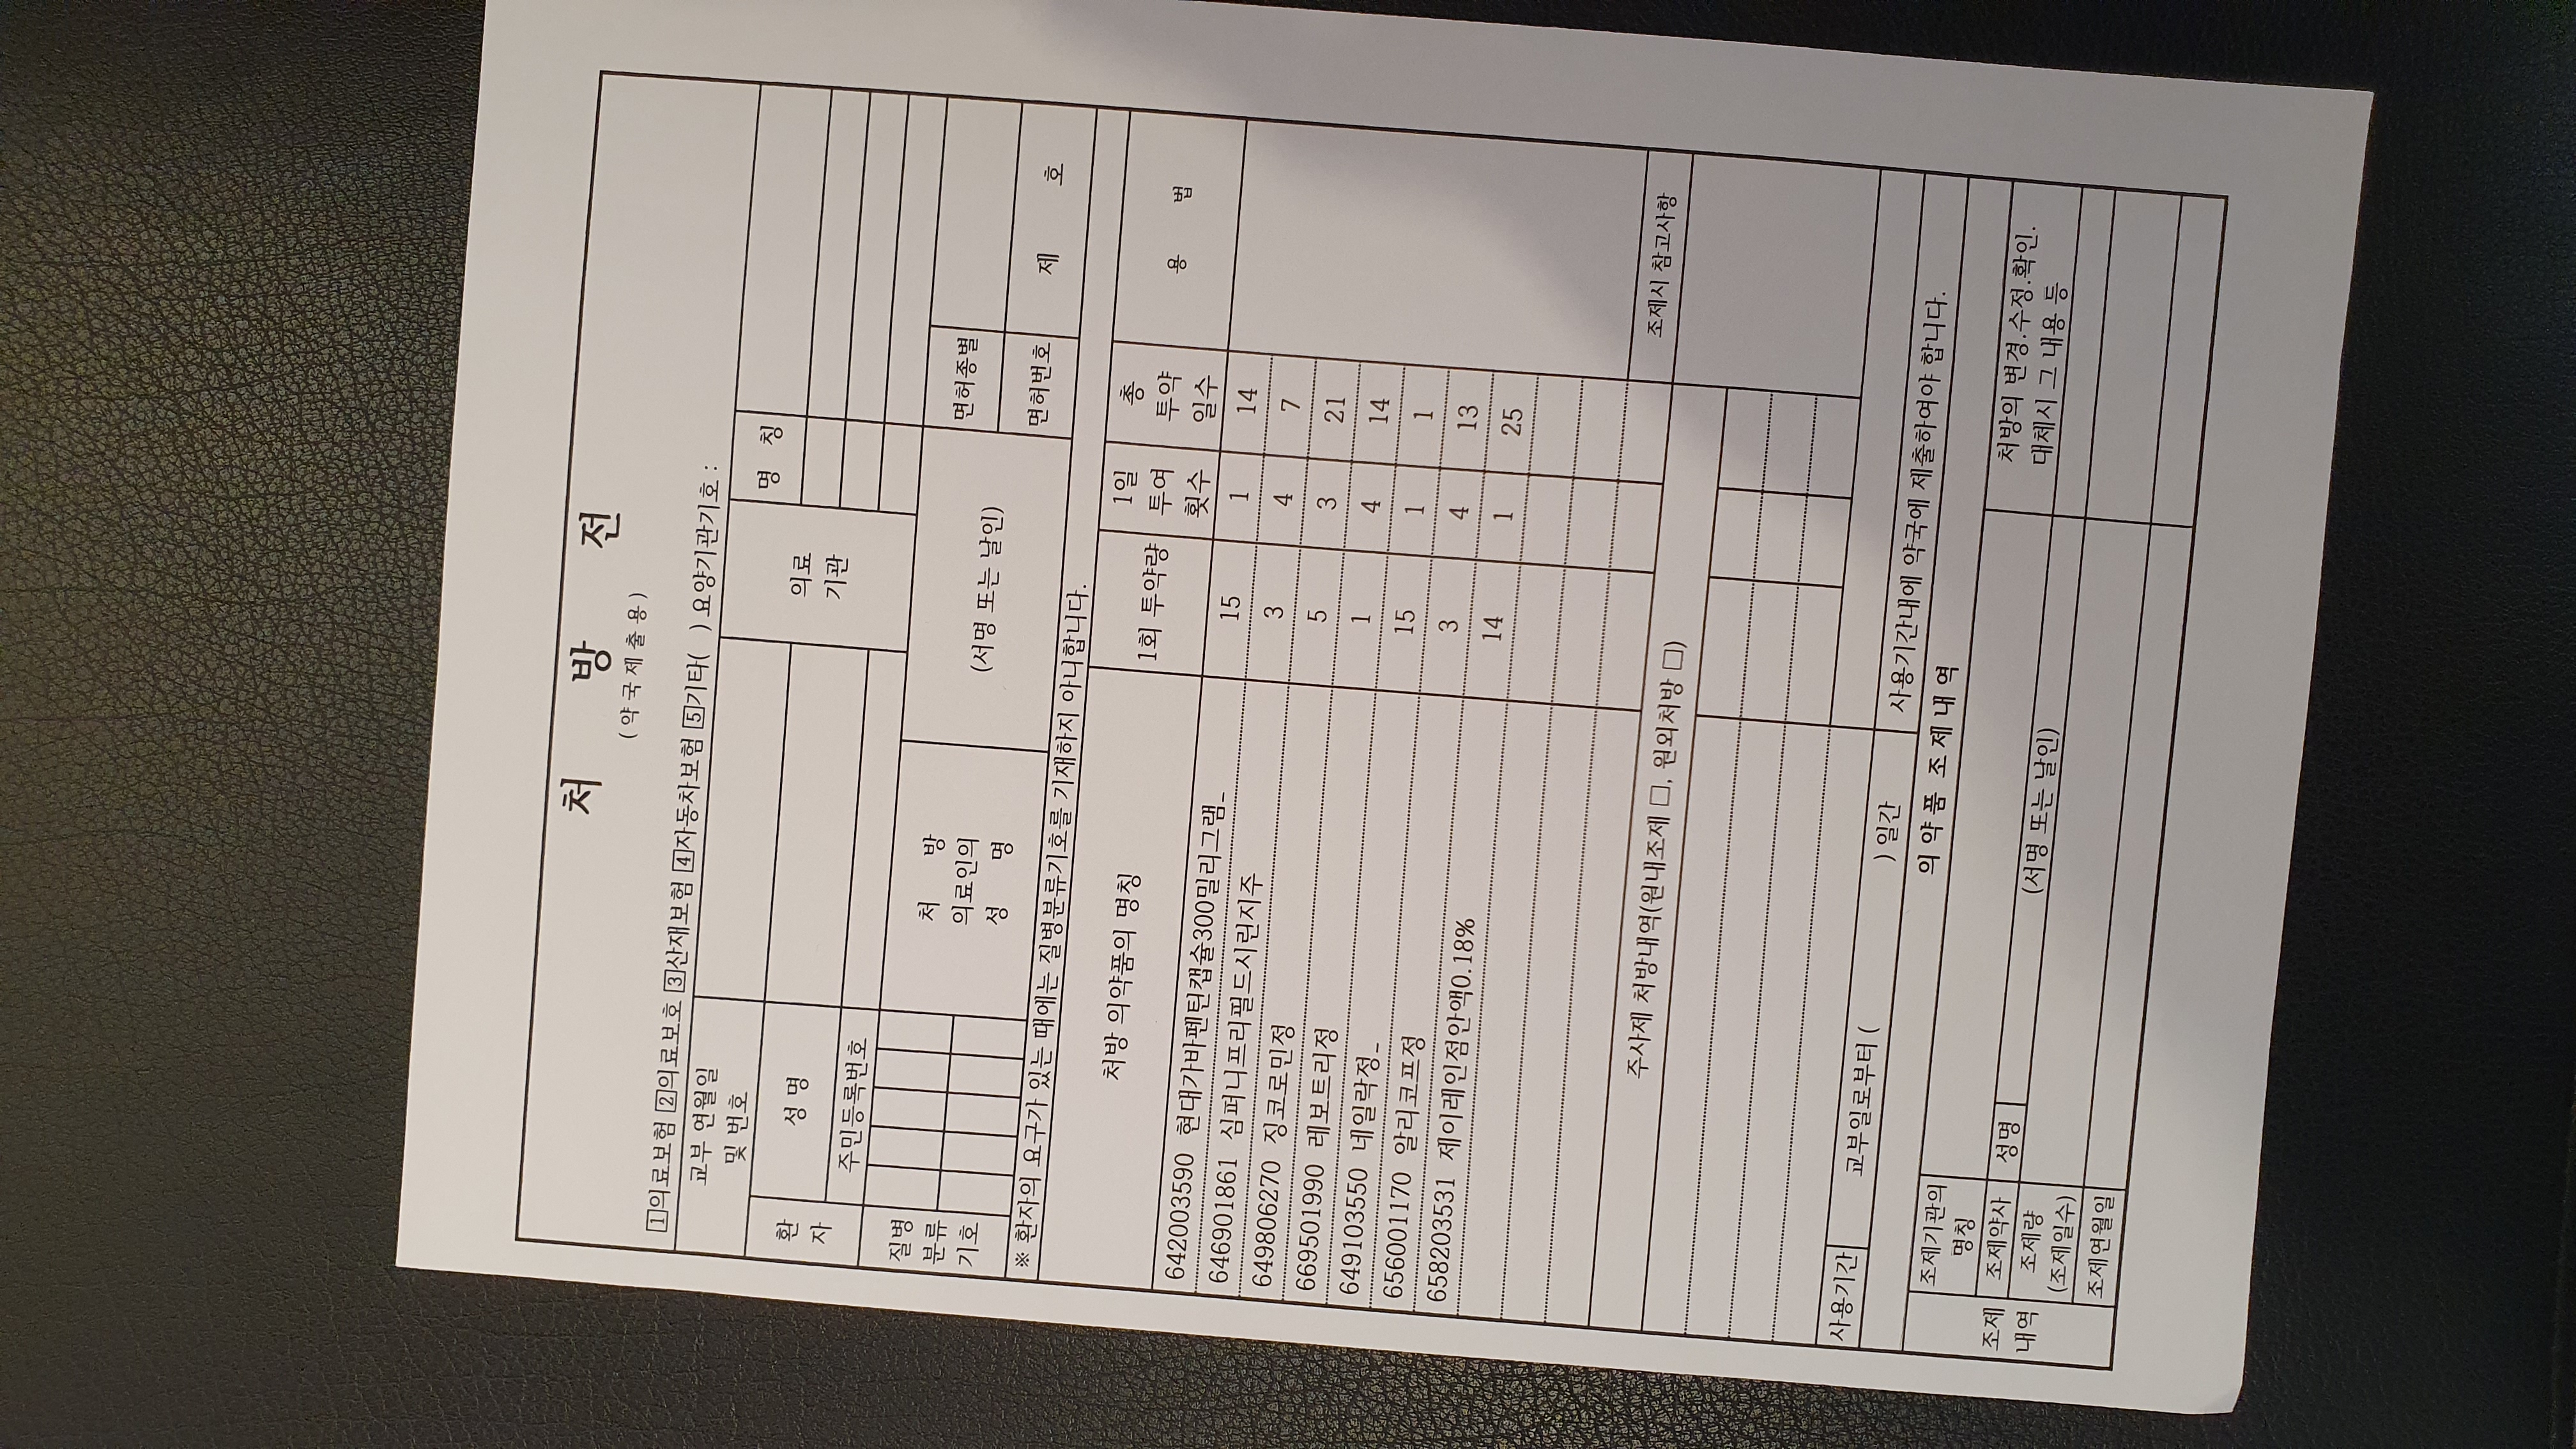 처 방 전
(약국제출용)
1의료보험 2의료보호 3산재보험 4자동차보험 5기타( ) 요양기관기호 :
교부 연월일
및 번호
환
자
성 명
주민등록번호
의료
기관
명 칭
질병
분류
기호
처 방
의료인의
성 명
(서명 또는 날인)
면허종별
면허번호
제 호
※ 환자의 요구가 있는 때에는 질병분류기호를 기재하지 아니합니다.
처방 의약품의 명칭
1회 투약량
1일
투여
횟수
총
투약
일수
용 법
642003590 현대가바펜틴캡슐300밀리그램_ 15 1 14
646901861 심퍼니프리필드시린지주 3 4 7
649806270 징코로민정 5 3 21
669501990 레보트리정 1 4 14
649103550 네일락정_ 15 1 1
656001170 알리코프정 3 4 13
658203531 제이레인점안액0.18% 14 1 25
주사제 처방내역(원내조제 □, 원외처방 □)
조제시 참고사항
사용기간
교부일로부터 ( ) 일간
사용기간내에 약국에 제출하여야 합니다.
의약품 조제내역
조제
내역
조제기관의
명칭
조제약사
성명
(서명 또는 날인)
조제량
(조제일수)
조제연월일
처방의 변경.수정.확인.
대체시 그 내용 등